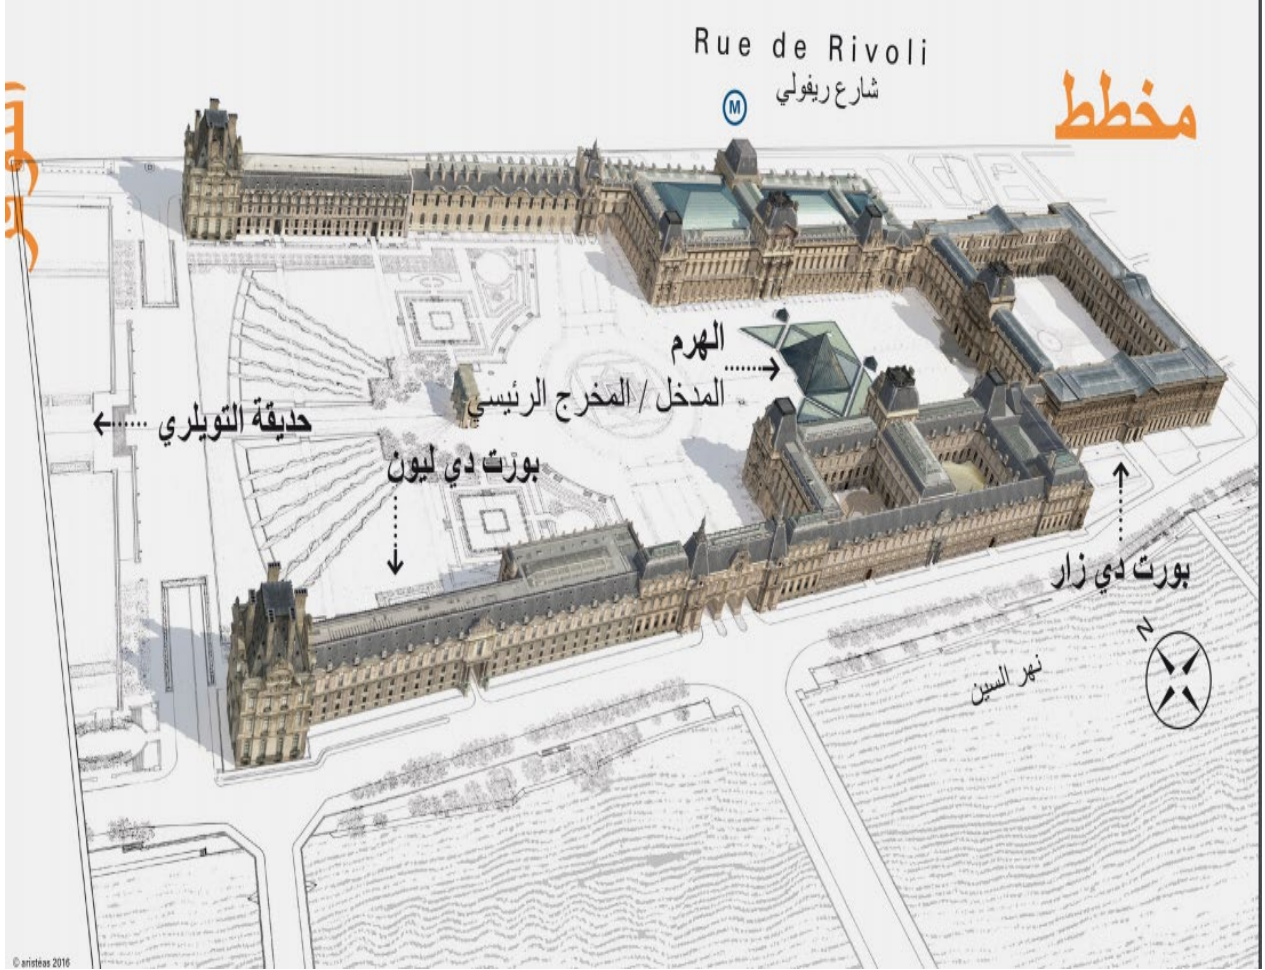 Rue de Rivoli
شارع ريفولي
M
مخطط
الهرم
المدخل / المخرج الرئيسي
حديقة التويلري
بورت دي ليون
بورت دي زار
نهر السين
N
© aristéas 2016